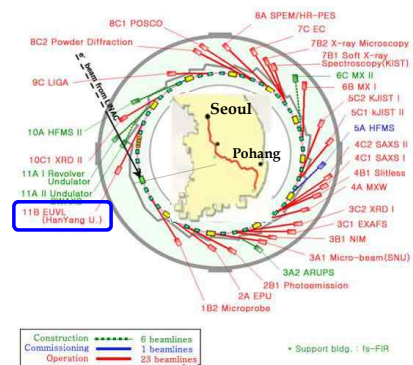 8A SPEM/HR-PES
8C1 POSCO
7C EC
8C2 Powder Diffraction
7B2 X-ray Microscopy
7B1 Soft X-ray
Spectroscopy(KIST)
9C LIGA
6C MX II
6B MX I
e- beam from LINAC
5C2 KJIST I
5C1 kJIST II
Seoul
5A HFMS
10A HFMS II
4C2 SAXS II
4C1 SAXS I
Pohang
10C1 XRD II
4B1 Slitless
11A I Revolver
Undulator
4A MXW
11A II Undulator
11B EUVL
(HanYang U.)
3C2 XRD I
3C1 EXAFS
3B1 NIM
3A1 Micro-beam(SNU)
3A2 ARUPS
2B1 Photoemission
2A EPU
1B2 Microprobe
Construction 6 beamlines
Commissioning 1 beamlines
Operation 23 beamlines
• Support bldg. : fs-FIR